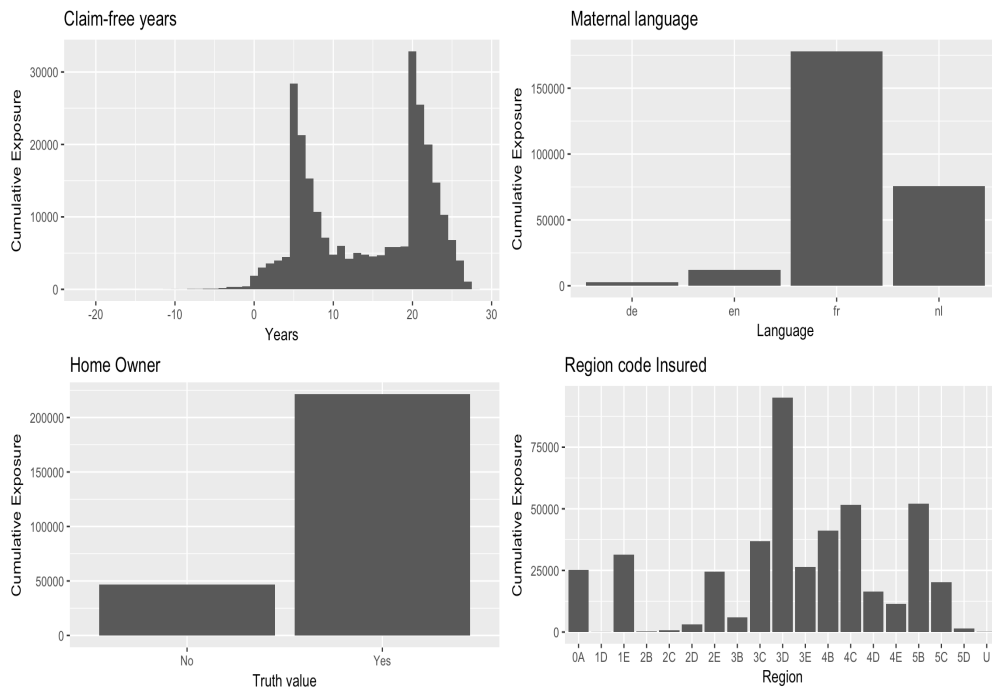 Claim-free years
Cumulative Exposure
30000
20000
10000
0
-20 -10 0 10 20 30
Years
Maternal language
Cumulative Exposure
150000
100000
50000
0
de en fr nl
Language
Home Owner
Cumulative Exposure
200000
150000
100000
50000
0
No Yes
Truth value
Region code Insured
Cumulative Exposure
75000
50000
25000
0
0A 1D 1E 2B 2C 2D 2E 3B 3C 3D 3E 4B 4C 4D 4E 5B 5C 5D U
Region